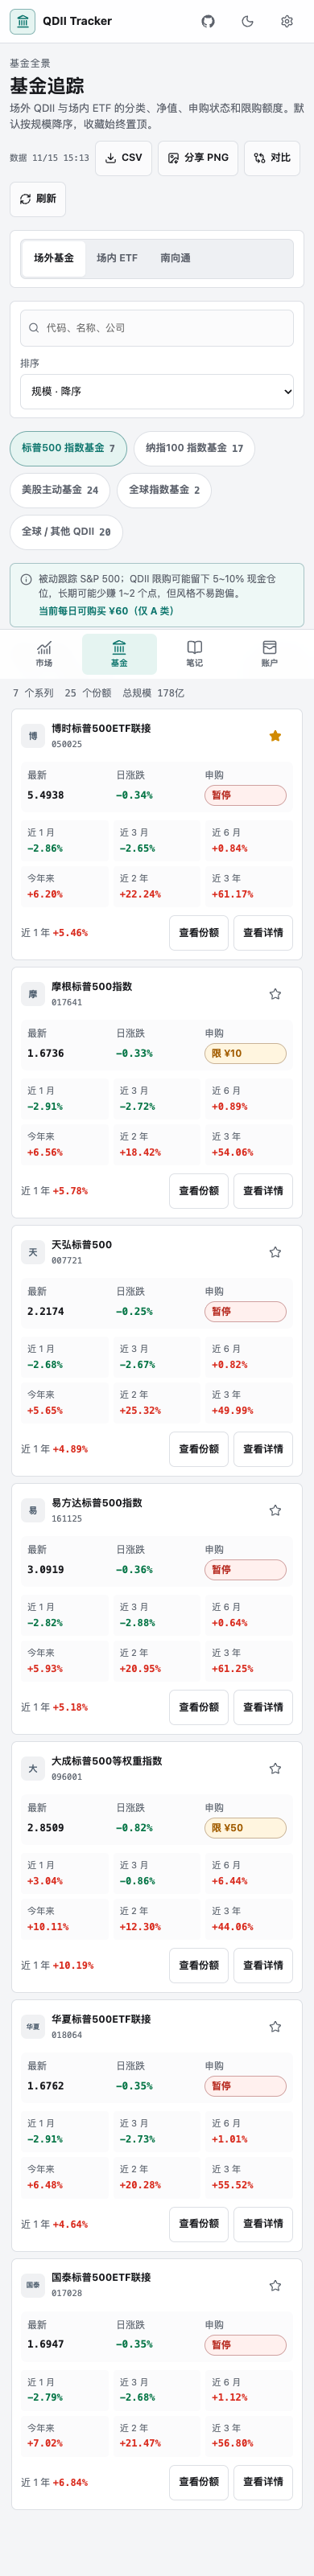 QDII Tracker
基金全景
基金追踪
场外 QDII 与场内 ETF 的分类、净值、申购状态和限购额度。默
认按规模降序，收藏始终置顶。
数据 11/15 15:13 CSV 分享 PNG 对比
刷新
场外基金 场内 ETF 南向通
代码、名称、公司
排序
规模 · 降序
标普500 指数基金 7 纳指100 指数基金 17
美股主动基金 24 全球指数基金 2
全球 / 其他 QDII 20
被动跟踪 S&P 500；QDII 限购可能留下 5~10% 现金仓
位，长期可能少赚 1~2 个点，但风格不易跑偏。
当前每日可购买 ¥60（仅 A 类）
市场 基金 笔记 账户
7 个系列 25 个份额 总规模 178亿
博 博时标普500ETF联接
050025
最新 日涨跌 申购
5.4938 -0.34% 暂停
近 1 月 近 3 月 近 6 月
-2.86% -2.65% +0.84%
今年来 近 2 年 近 3 年
+6.20% +22.24% +61.17%
近 1 年 +5.46% 查看份额 查看详情
摩 摩根标普500指数
017641
最新 日涨跌 申购
1.6736 -0.33% 限 ¥10
近 1 月 近 3 月 近 6 月
-2.91% -2.72% +0.89%
今年来 近 2 年 近 3 年
+6.56% +18.42% +54.06%
近 1 年 +5.78% 查看份额 查看详情
天 天弘标普500
007721
最新 日涨跌 申购
2.2174 -0.25% 暂停
近 1 月 近 3 月 近 6 月
-2.68% -2.67% +0.82%
今年来 近 2 年 近 3 年
+5.65% +25.32% +49.99%
近 1 年 +4.89% 查看份额 查看详情
易 易方达标普500指数
161125
最新 日涨跌 申购
3.0919 -0.36% 暂停
近 1 月 近 3 月 近 6 月
-2.82% -2.88% +0.64%
今年来 近 2 年 近 3 年
+5.93% +20.95% +61.25%
近 1 年 +5.18% 查看份额 查看详情
大 大成标普500等权重指数
096001
最新 日涨跌 申购
2.8509 -0.82% 限 ¥50
近 1 月 近 3 月 近 6 月
+3.04% -0.86% +6.44%
今年来 近 2 年 近 3 年
+10.11% +12.30% +44.06%
近 1 年 +10.19% 查看份额 查看详情
华夏 华夏标普500ETF联接
018064
最新 日涨跌 申购
1.6762 -0.35% 暂停
近 1 月 近 3 月 近 6 月
-2.91% -2.73% +1.01%
今年来 近 2 年 近 3 年
+6.48% +20.28% +55.52%
近 1 年 +4.64% 查看份额 查看详情
国泰 国泰标普500ETF联接
017028
最新 日涨跌 申购
1.6947 -0.35% 暂停
近 1 月 近 3 月 近 6 月
-2.79% -2.68% +1.12%
今年来 近 2 年 近 3 年
+7.02% +21.47% +56.80%
近 1 年 +6.84% 查看份额 查看详情